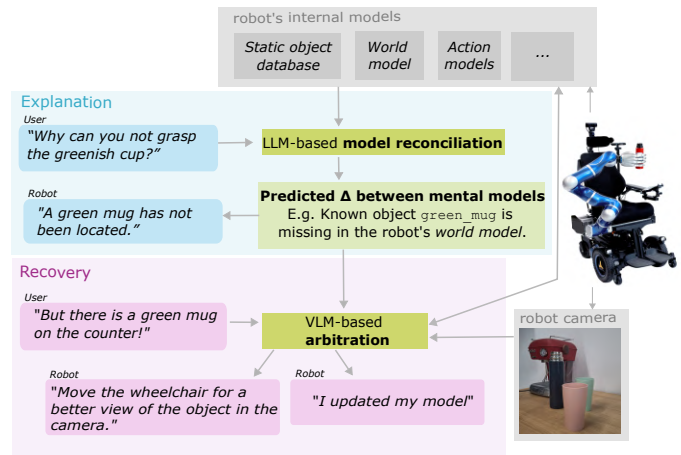 robot's internal models
Static object
database
World
model
Action
models
...
Explanation
User
"Why can you not grasp
the greenish cup?”
LLM-based model reconciliation
Robot
"A green mug has not
been located.”
Predicted Δ between mental models
E.g. Known object green_mug is
missing in the robot's world model.
Recovery
User
"But there is a green mug
on the counter!"
VLM-based
arbitration
robot camera
Robot
"Move the wheelchair for a
better view of the object in the
camera."
Robot
"I updated my model"